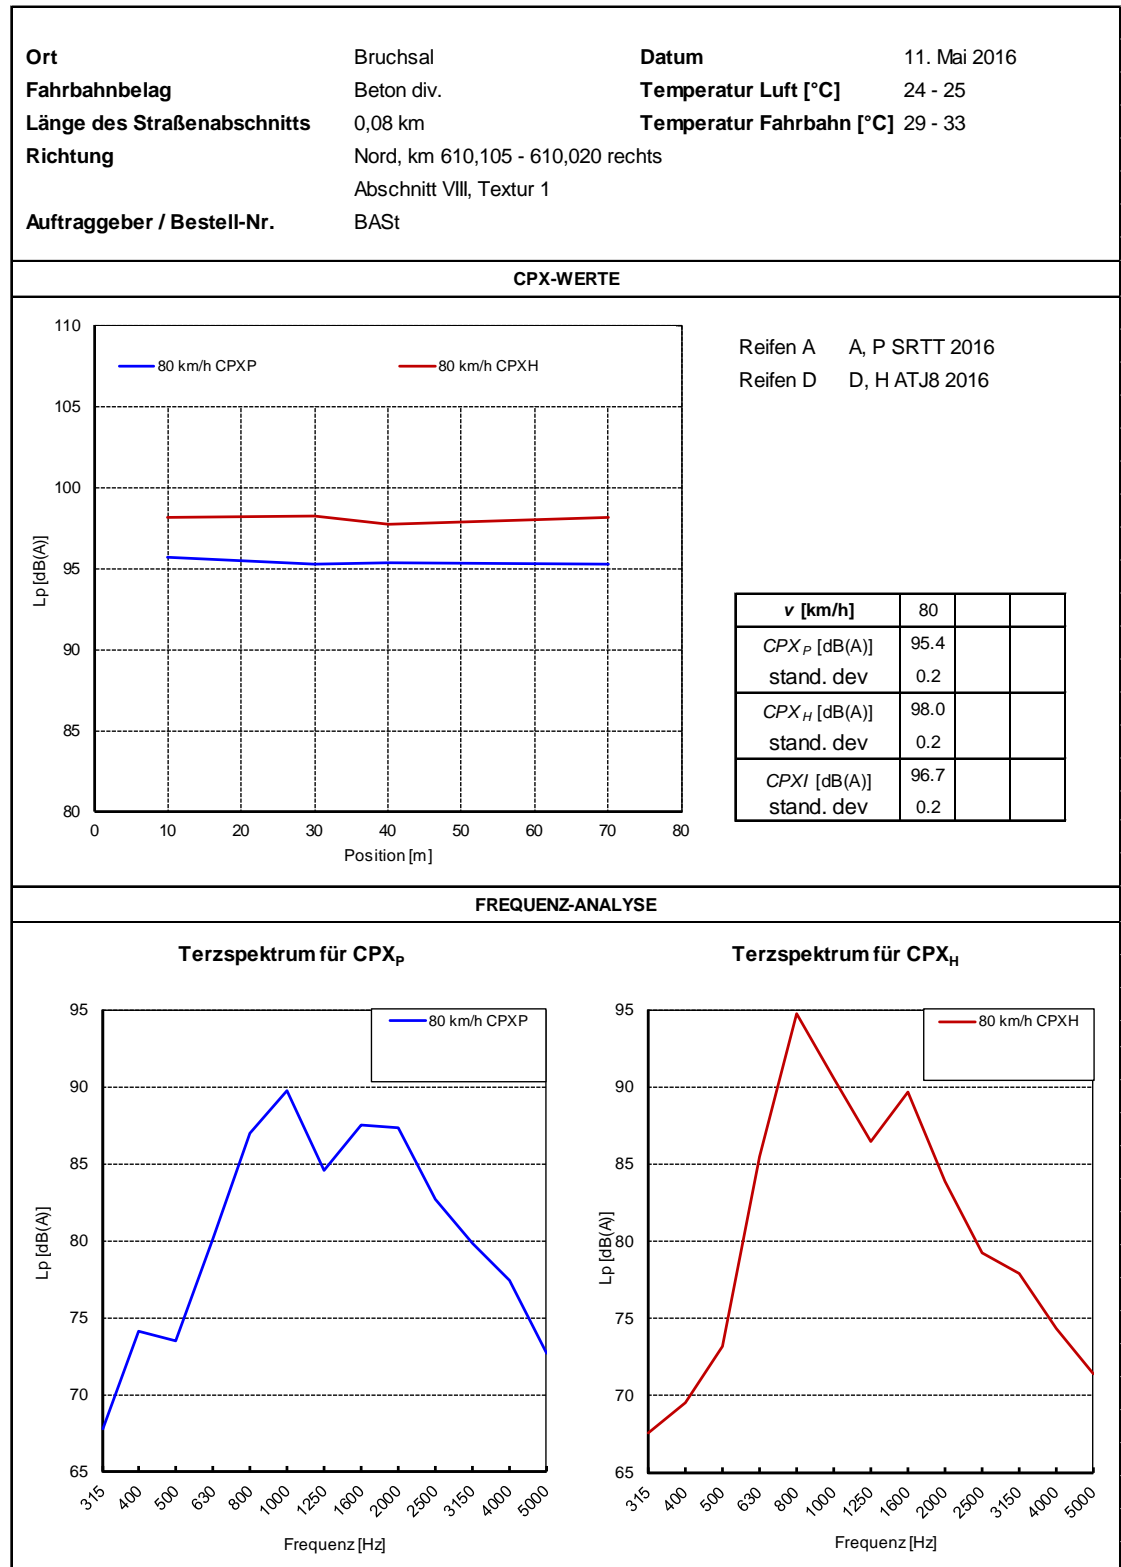 Ort Bruchsal Datum 11. Mai 2016
Fahrbahnbelag Beton div. Temperatur Luft [°C] 24 - 25
Länge des Straßenabschnitts 0,08 km Temperatur Fahrbahn [°C] 29 - 33
Richtung Nord, km 610,105 - 610,020 rechts
Abschnitt VIII, Textur 1
Auftraggeber / Bestell-Nr. BASt
CPX-WERTE
110
105
100
95
90
85
80
Lp [dB(A)]
80 km/h CPXP 80 km/h CPXH
0 10 20 30 40 50 60 70 80
Position [m]
Reifen A A, P SRTT 2016
Reifen D D, H ATJ8 2016
v [km/h] 80
CPX P [dB(A)] 95.4
stand. dev 0.2
CPX H [dB(A)] 98.0
stand. dev 0.2
CPXI [dB(A)] 96.7
stand. dev 0.2
FREQUENZ-ANALYSE
Terzspektrum für CPXP
95
90
85
80
75
70
65
Lp [dB(A)]
80 km/h CPXP
315 400 500 630 800 1000 1250 1600 2000 2500 3150 4000 5000
Frequenz [Hz]
Terzspektrum für CPXH
95
90
85
80
75
70
65
Lp [dB(A)]
80 km/h CPXH
315 400 500 630 800 1000 1250 1600 2000 2500 3150 4000 5000
Frequenz [Hz]